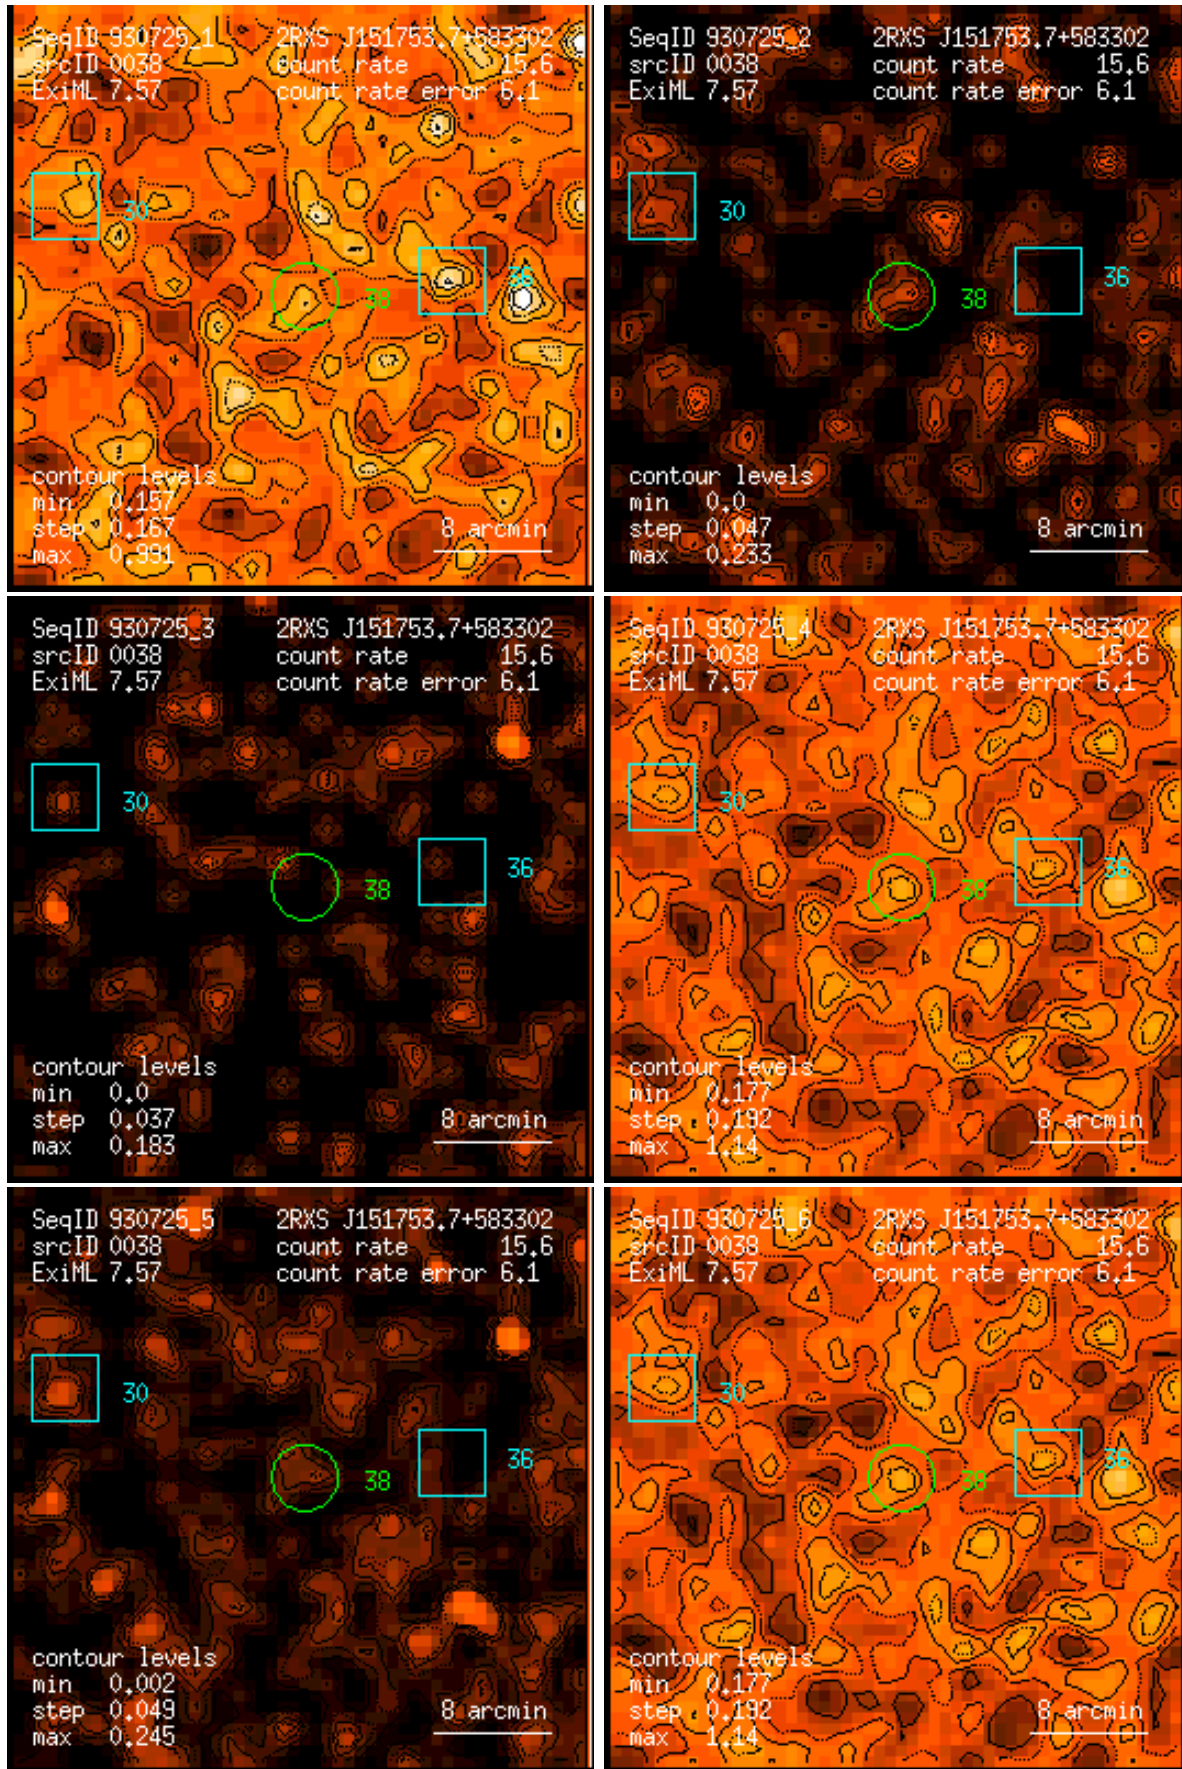 SeqID 930725_1 2RXS J151753.7+583302
srcID 0038 count rate 15.6
ExiML 7.57 count rate error 6.1
30
36
38
contour levels
min 0.157
step 0.167 8 arcmin
max 0.991
SeqID 930725_2 2RXS J151753.7+583302
srcID 0038 count rate 15.6
ExiML 7.57 count rate error 6.1
30
36
38
contour levels
min 0.0
step 0.047 8 arcmin
max 0.233
SeqID 930725_3 2RXS J151753.7+583302
srcID 0038 count rate 15.6
ExiML 7.57 count rate error 6.1
30
36
38
contour levels
min 0.0
step 0.037 8 arcmin
max 0.183
SeqID 930725_4 2RXS J151753.7+583302
srcID 0038 count rate 15.6
ExiML 7.57 count rate error 6.1
30
36
38
contour levels
min 0.177
step 0.192 8 arcmin
max 1.14
SeqID 930725_5 2RXS J151753.7+583302
srcID 0038 count rate 15.6
ExiML 7.57 count rate error 6.1
30
36
38
contour levels
min 0.002
step 0.049 8 arcmin
max 0.245
SeqID 930725_6 2RXS J151753.7+583302
srcID 0038 count rate 15.6
ExiML 7.57 count rate error 6.1
30
36
38
contour levels
min 0.177
step 0.192 8 arcmin
max 1.14